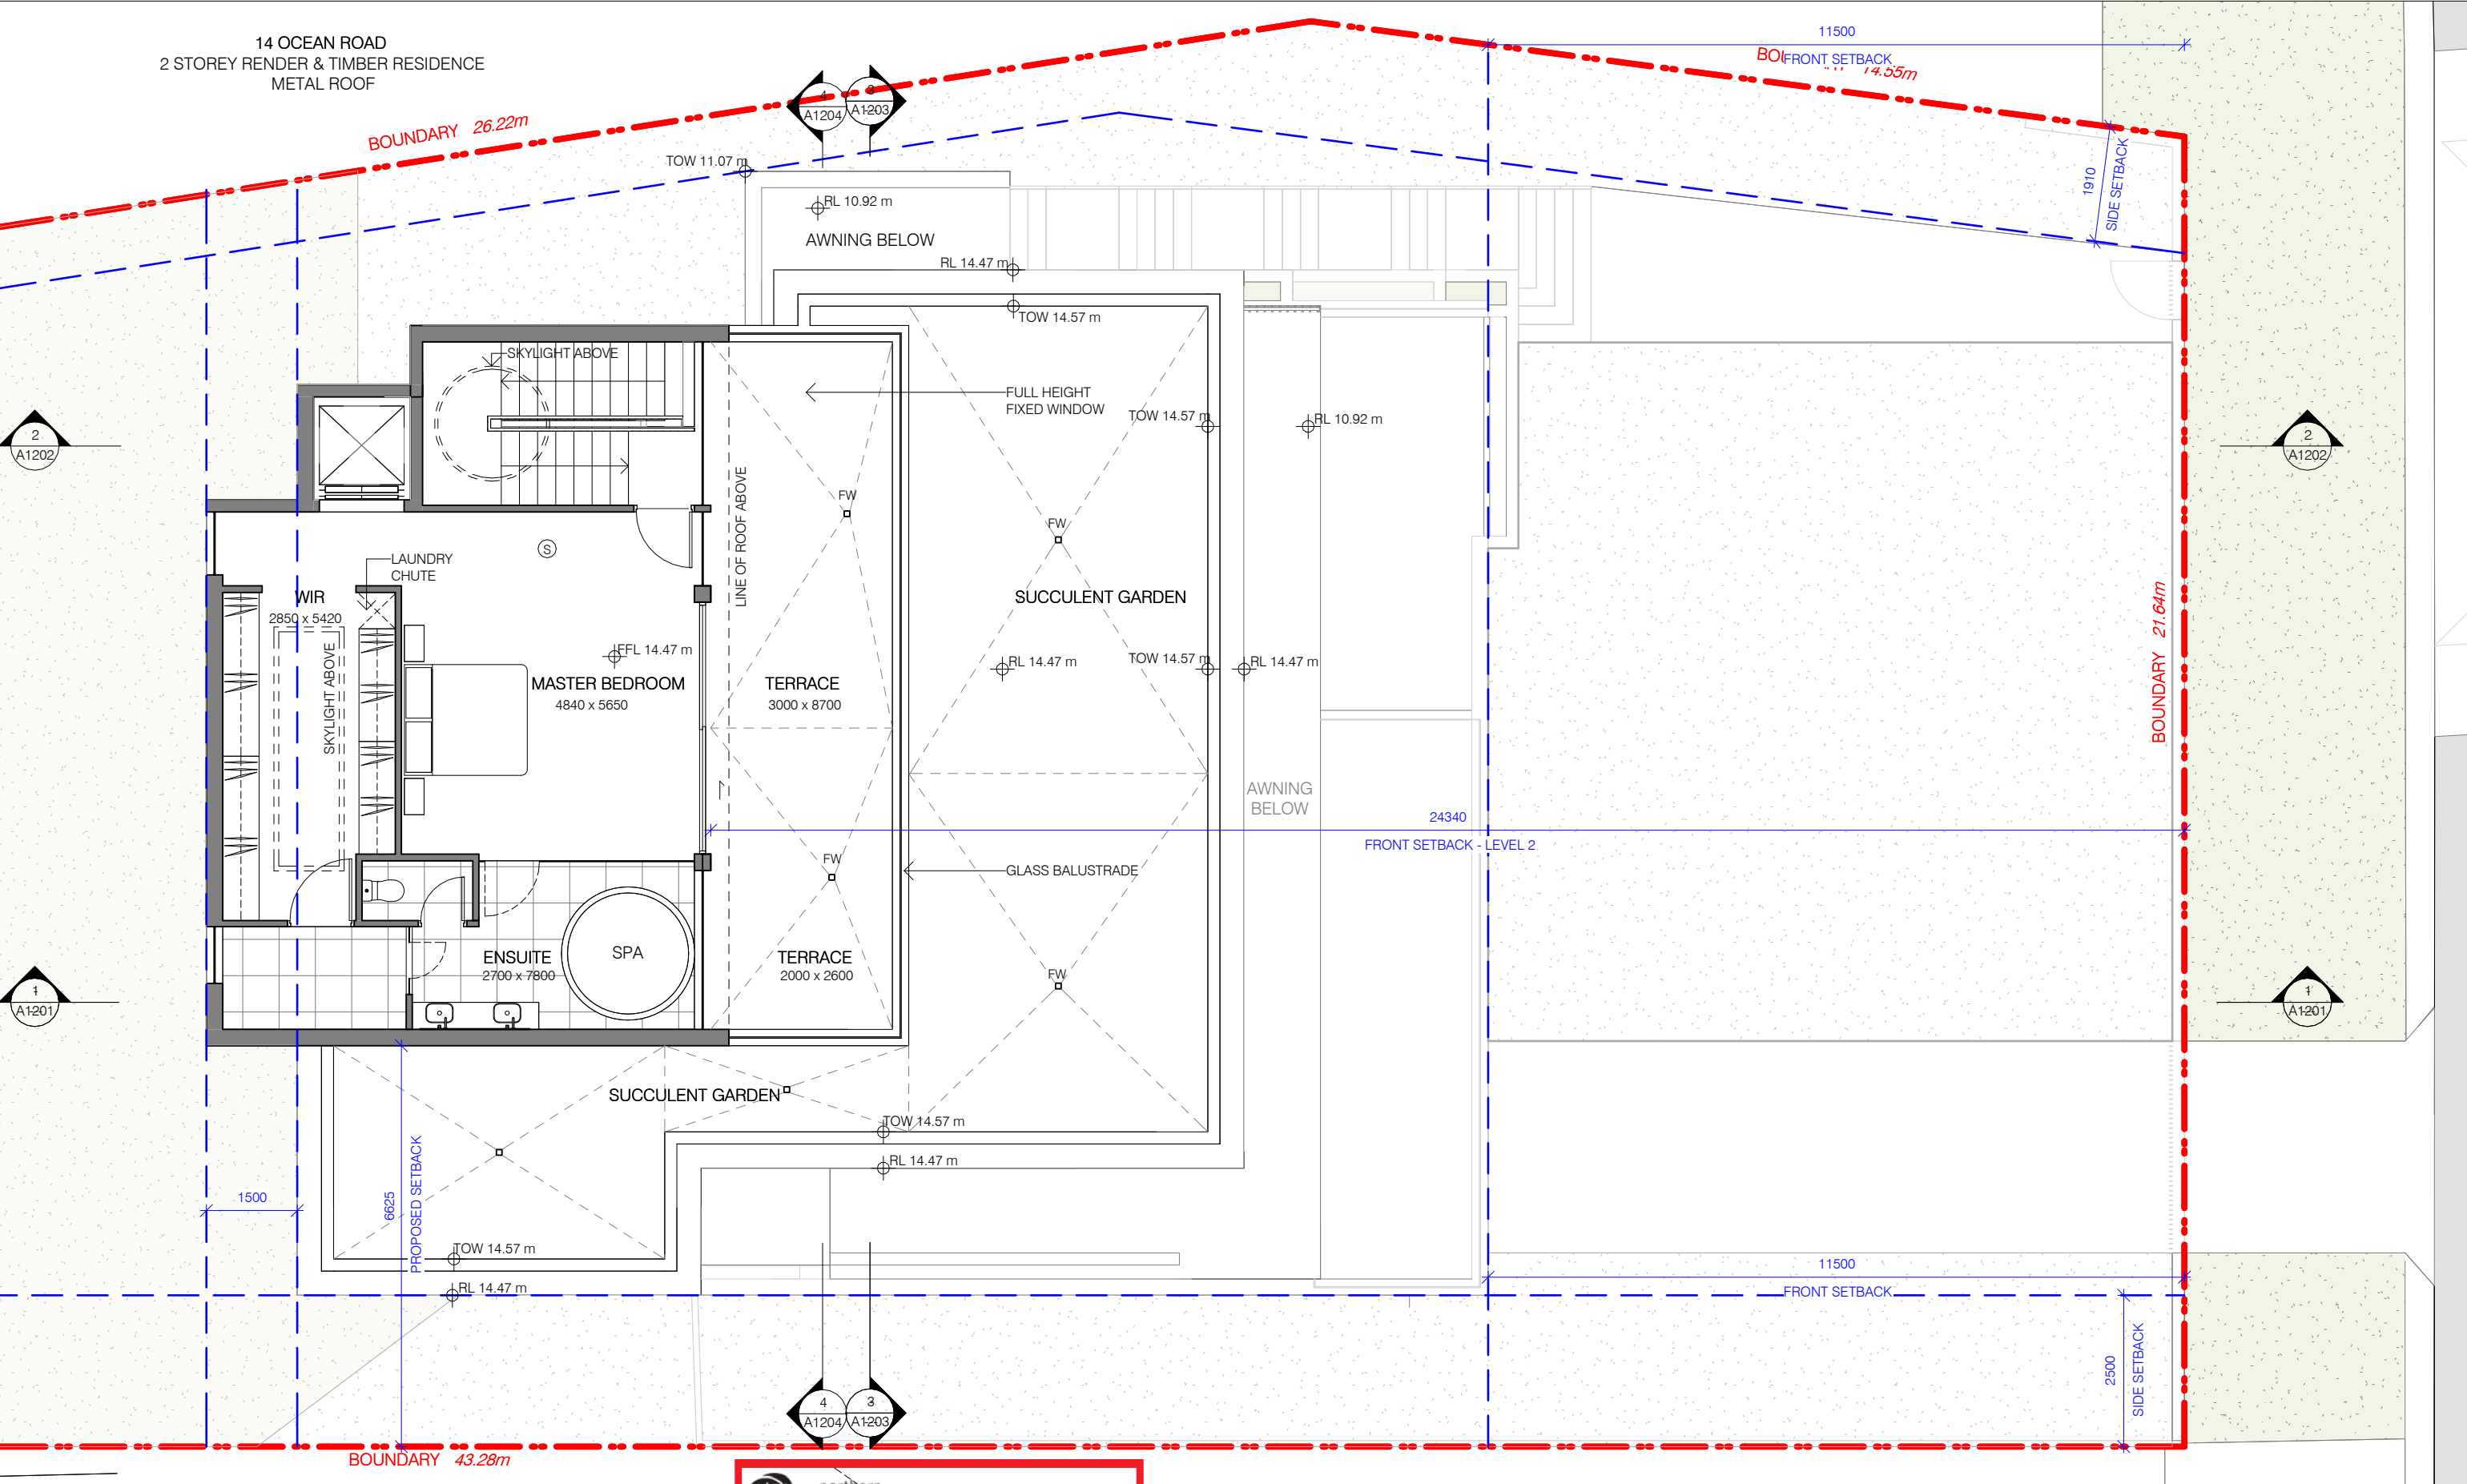 14 OCEAN ROAD
2 STOREY RENDER & TIMBER RESIDENCE
METAL ROOF
11500
FRONT SETBACK
14.55m
BOUNDARY 26.22m
4
A1204
3
A1203
TOW 11.07 m
RL 10.92 m
AWNING BELOW
1910
SIDE SETBACK
RL 14.47 m
TOW 14.57 m
SKYLIGHT ABOVE
FULL HEIGHT
FIXED WINDOW
TOW 14.57 m
RL 10.92 m
2
A1202
2
A1202
LINE OF ROOF ABOVE
FW
FW
S
LAUNDRY
CHUTE
WIR
2850 x 5420
SKYLIGHT ABOVE
SUCCULENT GARDEN
BOUNDARY 21.64m
FFL 14.47 m
RL 14.47 m
TOW 14.57 m
RL 14.47 m
MASTER BEDROOM
4840 x 5650
TERRACE
3000 x 8700
AWNING
BELOW
24340
FRONT SETBACK - LEVEL 2
FW
GLASS BALUSTRADE
ENSUITE
2700 x 7800
SPA
TERRACE
2000 x 2600
FW
1
A1201
1
A1201
SUCCULENT GARDEN
TOW 14.57 m
RL 14.47 m
1500
6625
PROPOSED SETBACK
TOW 14.57 m
RL 14.47 m
11500
FRONT SETBACK
2500
SIDE SETBACK
4
A1204
3
A1203
BOUNDARY 43.28m